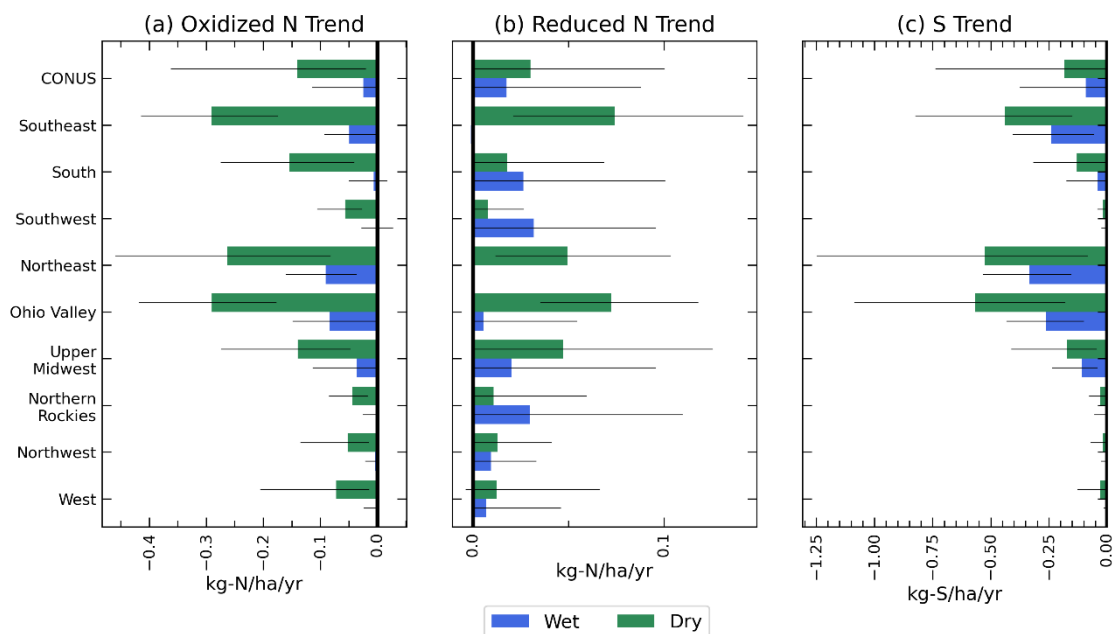 (a) Oxidized N Trend
(b) Reduced N Trend
(c) S Trend
CONUS
Southeast
South
Southwest
Northeast
Ohio Valley
Upper
Midwest
Northern
Rockies
Northwest
West
−0.4
−0.3
−0.2
−0.1
0.0
0.0
0.1
−1.25
−1.00
−0.75
−0.50
−0.25
0.00
kg-N/ha/yr
kg-N/ha/yr
kg-S/ha/yr
Wet
Dry